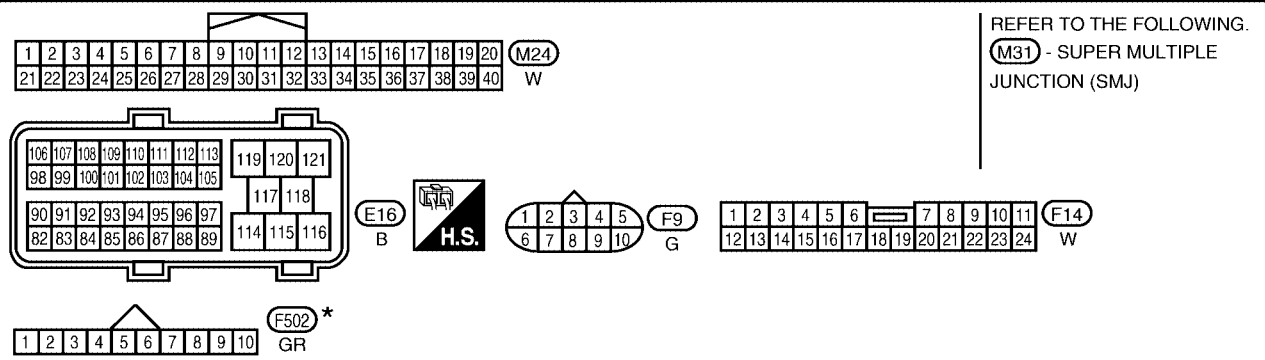 REFER TO THE FOLLOWING.
M31 - SUPER MULTIPLE
JUNCTION (SMJ)
1 2 3 4 5 6 7 8 9 10 11 12 13 14 15 16 17 18 19 20 M24
21 22 23 24 25 26 27 28 29 30 31 32 33 34 35 36 37 38 39 40 W
106 107 108 109 110 111 112 113 119 120 121
98 99 100 101 102 103 104 105
117 118
90 91 92 93 94 95 96 97
82 83 84 85 86 87 88 89 114 115 116
E16
B
H.S.
1 2 3 4 5 F9
6 7 8 9 10 G
1 2 3 4 5 6 7 8 9 10 11 F14
12 13 14 15 16 17 18 19 20 21 22 23 24 W
F502 *
1 2 3 4 5 6 7 8 9 10 GR